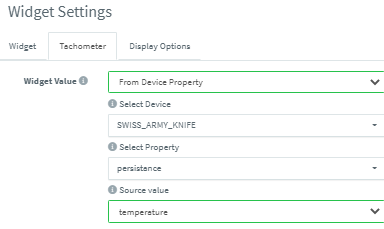 Widget Settings
Widget Tachometer Display Options
Widget Value From Device Property
Select Device
SWISS_ARMY_KNIFE
Select Property
persistance
Source value
temperature